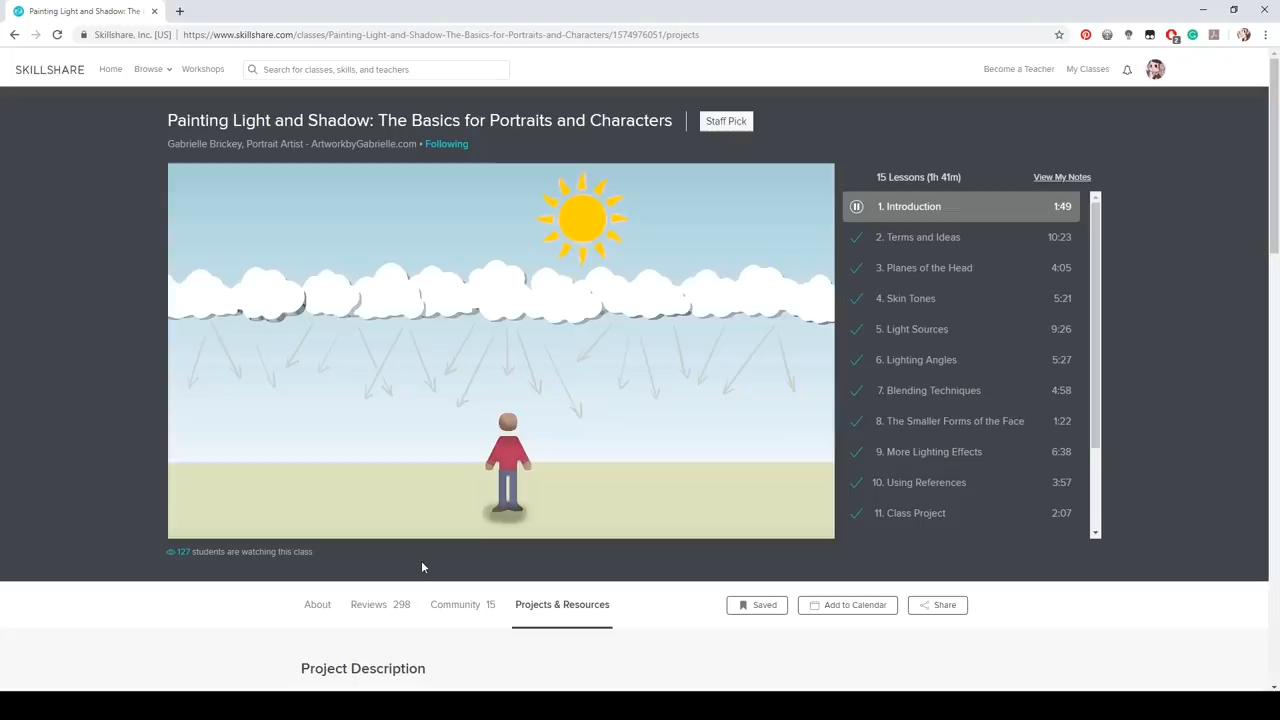 Painting Light and Shadow: The B
Skillshare, Inc. [US] https://www.skillshare.com/classes/Painting-Light-and-Shadow-The-Basics-for-Portraits-and-Characters/1574976051/projects
2
SKILLSHARE Home Browse Workshops Search for classes, skills, and teachers Become a Teacher My Classes
Painting Light and Shadow: The Basics for Portraits and Characters Staff Pick
Gabrielle Brickey, Portrait Artist - ArtworkbyGabrielle.com • Following
15 Lessons (1h 41m) View My Notes
1. Introduction 1:49
2. Terms and Ideas 10:23
3. Planes of the Head 4:05
4. Skin Tones 5:21
5. Light Sources 9:26
6. Lighting Angles 5:27
7. Blending Techniques 4:58
8. The Smaller Forms of the Face 1:22
9. More Lighting Effects 6:38
10. Using References 3:57
11. Class Project 2:07
127 students are watching this class
About Reviews 298 Community 15 Projects & Resources Saved Add to Calendar Share
Project Description